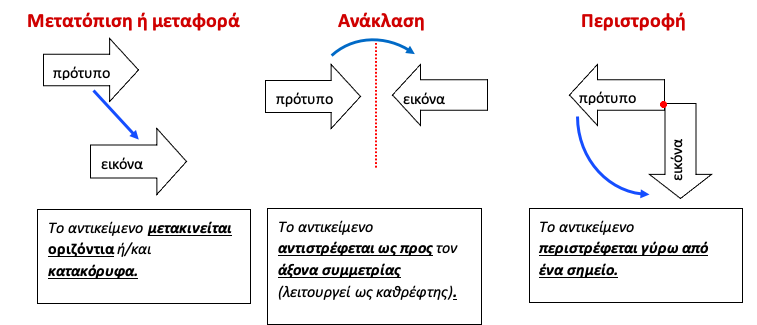 Μετατόπιση ή μεταφορά
πρότυπο
εικόνα
Το αντικείμενο μετακινείται
οριζόντια ή/και
κατακόρυφα.
Ανάκλαση
πρότυπο
εικόνα
Το αντικείμενο
αντιστρέφεται ως προς τον
άξονα συμμετρίας
(λειτουργεί ως καθρέφτης).
Περιστροφή
πρότυπο
εικόνα
Το αντικείμενο
περιστρέφεται γύρω από
ένα σημείο.